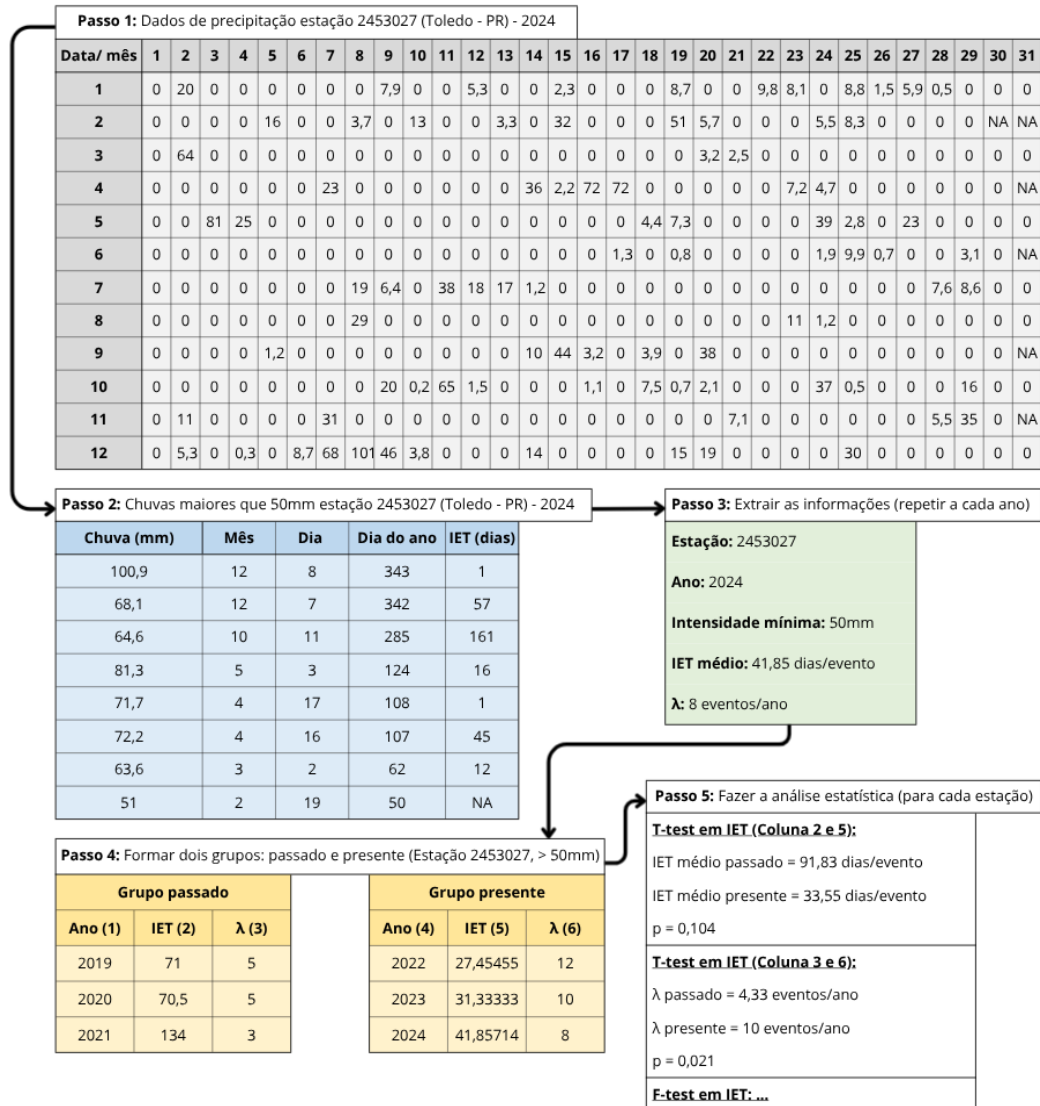 Passo 1: Dados de precipitação estação 2453027 (Toledo - PR) - 2024
Data/ mês 1 2 3 4 5 6 7 8 9 10 11 12 13 14 15 16 17 18 19 20 21 22 23 24 25 26 27 28 29 30 31
1 0 20 0 0 0 0 0 0 7,9 0 0 5,3 0 0 2,3 0 0 0 8,7 0 0 9,8 8,1 0 8,8 1,5 5,9 0,5 0 0 0
2 0 0 0 0 16 0 0 3,7 0 13 0 0 3,3 0 32 0 0 0 51 5,7 0 0 0 5,5 8,3 0 0 0 0 NA NA
3 0 64 0 0 0 0 0 0 0 0 0 0 0 0 0 0 0 0 0 3,2 2,5 0 0 0 0 0 0 0 0 0 0
4 0 0 0 0 0 0 23 0 0 0 0 0 0 36 2,2 72 72 0 0 0 0 0 7,2 4,7 0 0 0 0 0 0 NA
5 0 0 81 25 0 0 0 0 0 0 0 0 0 0 0 0 0 4,4 7,3 0 0 0 0 39 2,8 0 23 0 0 0 0
6 0 0 0 0 0 0 0 0 0 0 0 0 0 0 0 0 1,3 0 0,8 0 0 0 0 1,9 9,9 0,7 0 0 3,1 0 NA
7 0 0 0 0 0 0 0 19 6,4 0 38 18 17 1,2 0 0 0 0 0 0 0 0 0 0 0 0 0 7,6 8,6 0 0
8 0 0 0 0 0 0 0 29 0 0 0 0 0 0 0 0 0 0 0 0 0 0 11 1,2 0 0 0 0 0 0 0
9 0 0 0 0 1,2 0 0 0 0 0 0 0 0 10 44 3,2 0 3,9 0 38 0 0 0 0 0 0 0 0 0 0 NA
10 0 0 0 0 0 0 0 0 20 0,2 65 1,5 0 0 0 1,1 0 7,5 0,7 2,1 0 0 0 37 0,5 0 0 0 16 0 0
11 0 11 0 0 0 0 31 0 0 0 0 0 0 0 0 0 0 0 0 0 7,1 0 0 0 0 0 0 5,5 35 0 NA
12 0 5,3 0 0,3 0 8,7 68 101 46 3,8 0 0 0 14 0 0 0 0 15 19 0 0 0 0 30 0 0 0 0 0 0
Passo 2: Chuvas maiores que 50mm estação 2453027 (Toledo - PR) - 2024
Chuva (mm) Mês Dia Dia do ano IET (dias)
100,9 12 8 343 1
68,1 12 7 342 57
64,6 10 11 285 161
81,3 5 3 124 16
71,7 4 17 108 1
72,2 4 16 107 45
63,6 3 2 62 12
51 2 19 50 NA
Passo 3: Extrair as informações (repetir a cada ano)
Estação: 2453027
Ano: 2024
Intensidade mínima: 50mm
IET médio: 41,85 dias/evento
λ: 8 eventos/ano
Passo 4: Formar dois grupos: passado e presente (Estação 2453027, > 50mm)
Grupo passado
Ano (1) IET (2) λ (3)
2019 71 5
2020 70,5 5
2021 134 3
Grupo presente
Ano (4) IET (5) λ (6)
2022 27,45455 12
2023 31,33333 10
2024 41,85714 8
Passo 5: Fazer a análise estatística (para cada estação)
T-test em IET (Coluna 2 e 5):
IET médio passado = 91,83 dias/evento
IET médio presente = 33,55 dias/evento
p = 0,104
T-test em IET (Coluna 3 e 6):
λ passado = 4,33 eventos/ano
λ presente = 10 eventos/ano
p = 0,021
F-test em IET: ...